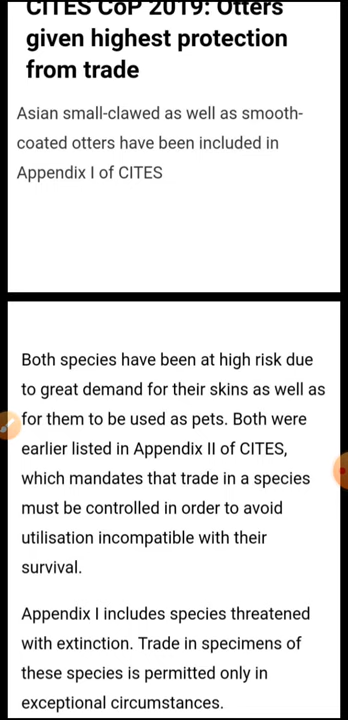 CITES CoP 2019: Otters
given highest protection
from trade
Asian small-clawed as well as smooth-
coated otters have been included in
Appendix I of CITES
Both species have been at high risk due
to great demand for their skins as well as
for them to be used as pets. Both were
earlier listed in Appendix II of CITES,
which mandates that trade in a species
must be controlled in order to avoid
utilisation incompatible with their
survival.
Appendix I includes species threatened
with extinction. Trade in specimens of
these species is permitted only in
exceptional circumstances.